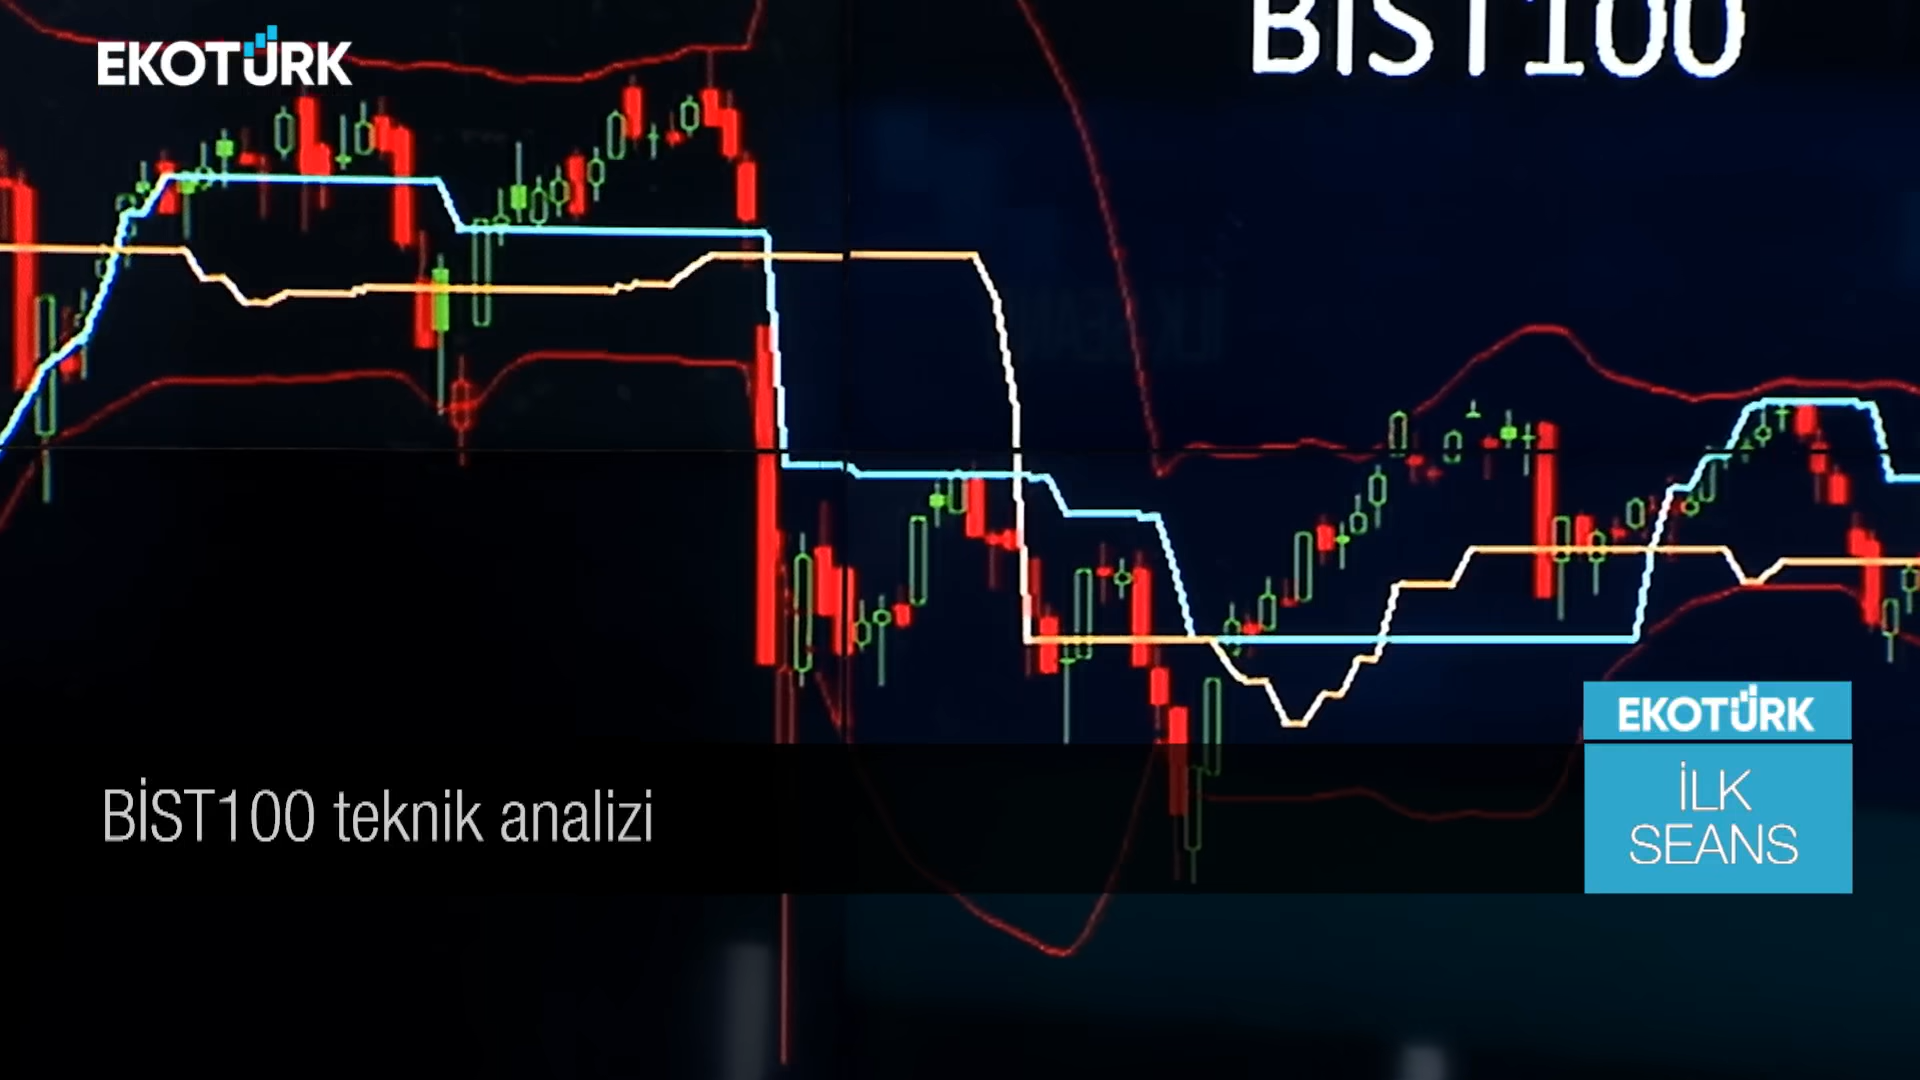 EKOTÜRK
BIST100
BİST100 teknik analizi
EKOTÜRK
İLK
SEANS